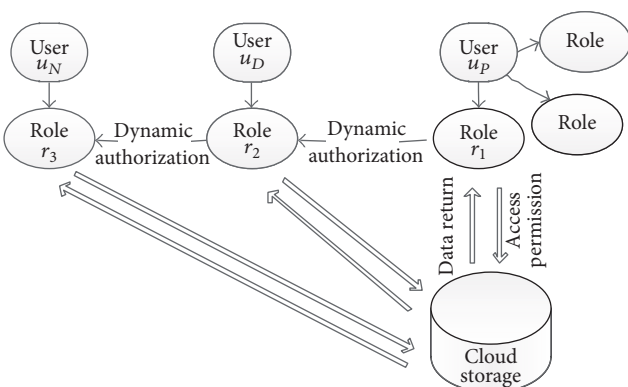 User
u_N
User
u_D
User
u_P
Role
Role
Role
r_3
Dynamic
authorization
Role
r_2
Dynamic
authorization
Role
r_1
Data return
Access
permission
Cloud
storage